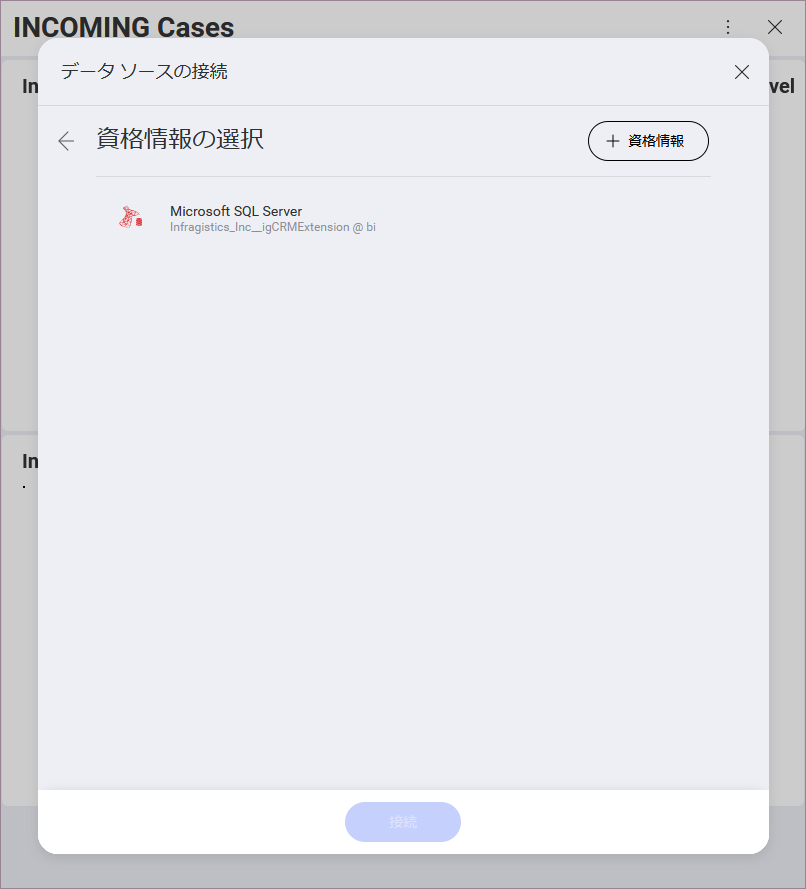 INCOMING Cases
In
vel
データ ソースの接続
資格情報の選択
+ 資格情報
Microsoft SQL Server
Infragistics_Inc__igCRMExtension @ bi
In
.
接続